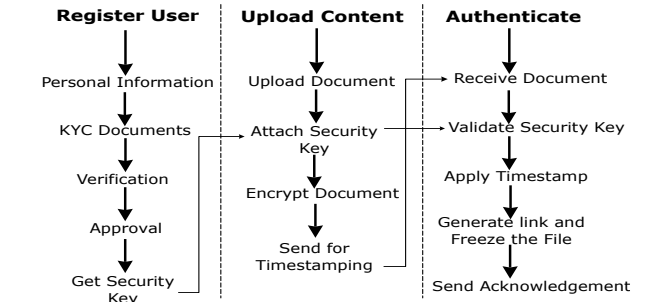 Register User
Personal Information
KYC Documents
Verification
Approval
Get Security
Key
Upload Content
Upload Document
Attach Security
Key
Encrypt Document
Send for
Timestamping
Authenticate
Receive Document
Validate Security Key
Apply Timestamp
Generate link and
Freeze the File
Send Acknowledgement